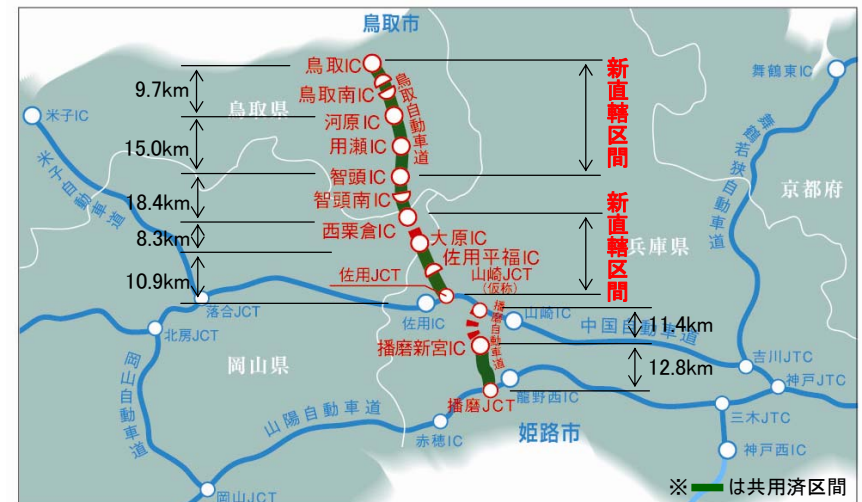 鳥取市
鳥取IC
鳥取南IC
河原IC
用瀬IC
智頭IC
智頭南IC
西粟倉IC
大原IC
佐用平福IC
佐用JCT
山崎JCT
(仮称)
播磨新宮IC
播磨JCT
鳥取自動車道
播磨自動車道
9.7km
15.0km
18.4km
8.3km
10.9km
新直轄区間
新直轄区間
11.4km
12.8km
鳥取県
岡山県
兵庫県
京都府
米子IC
米子自動車道
落合JCT
北房JCT
岡山自動車道
岡山JCT
山陽自動車道
赤穂IC
佐用IC
山崎IC
中国自動車道
龍野西IC
姫路市
舞鶴東IC
舞鶴若狭自動車道
吉川JTC
神戸JTC
三木JTC
神戸西IC
※ は共用済区間